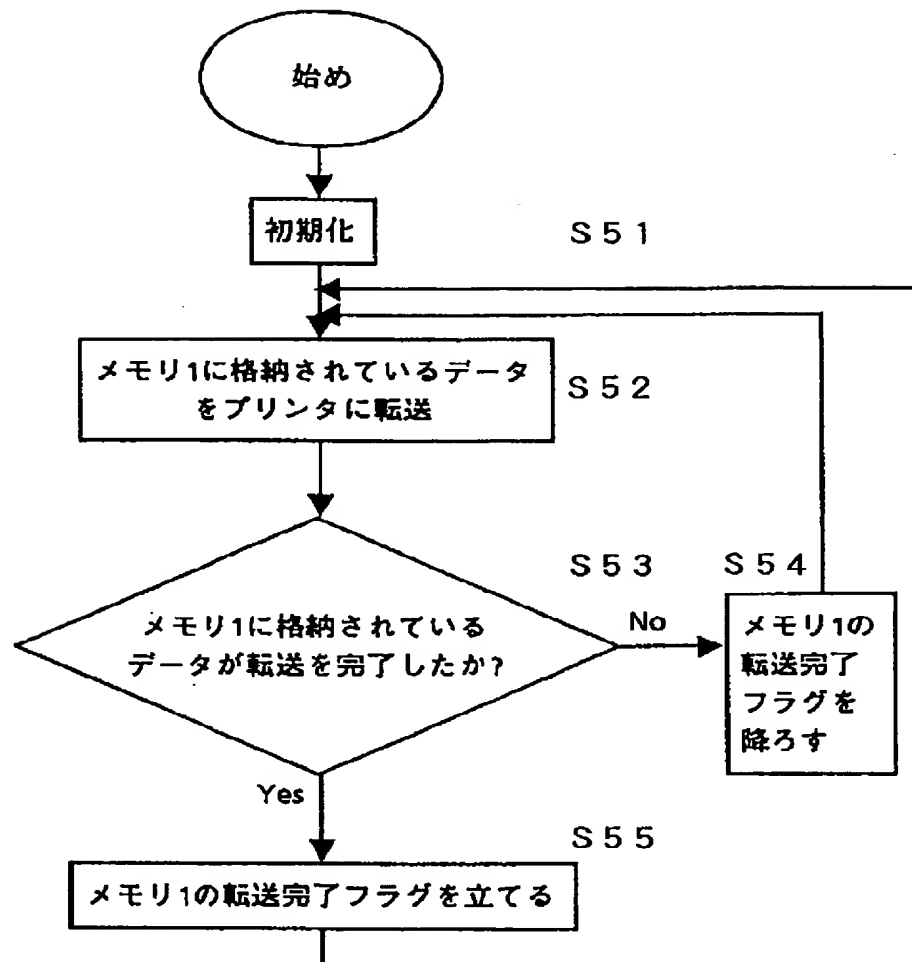 始め
初期化
S51
メモリ1に格納されているデータ
をプリンタに転送
S52
S53
S54
メモリ1に格納されている
データが転送を完了したか?
No
メモリ1の
転送完了
フラグを
降ろす
Yes
S55
メモリ1の転送完了フラグを立てる